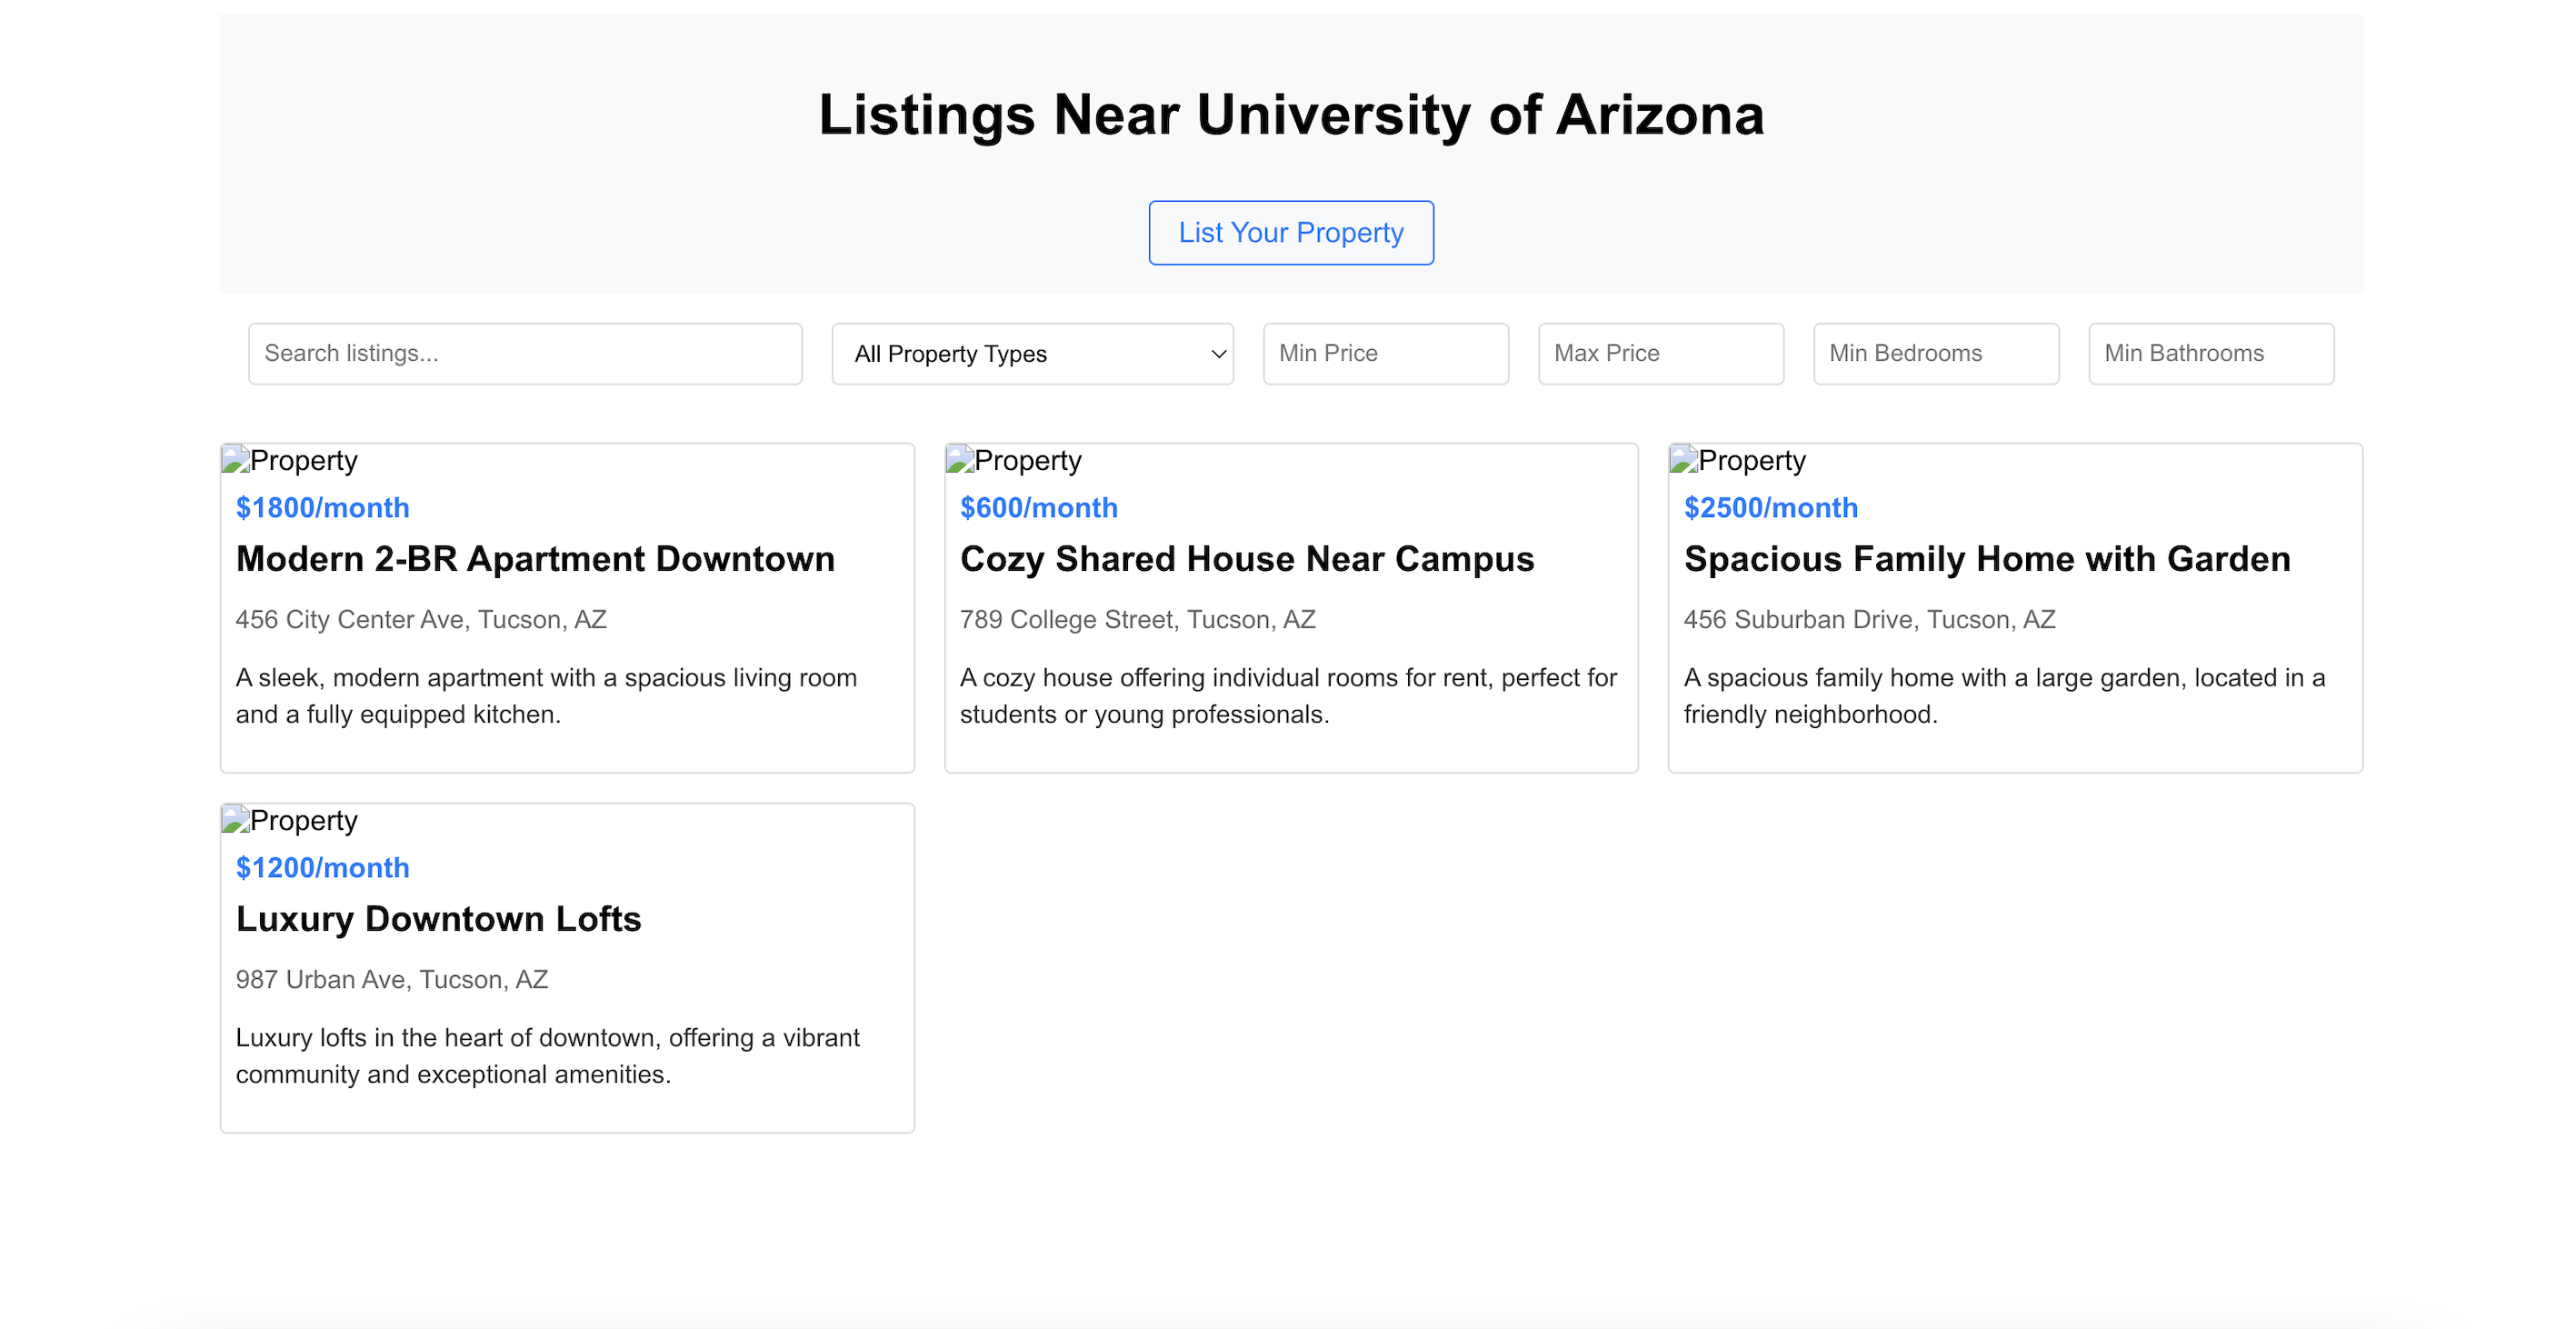 Listings Near University of Arizona
List Your Property
Search listings...
All Property Types
Min Price
Max Price
Min Bedrooms
Min Bathrooms
Property
$1800/month
Modern 2-BR Apartment Downtown
456 City Center Ave, Tucson, AZ
A sleek, modern apartment with a spacious living room
and a fully equipped kitchen.
Property
$600/month
Cozy Shared House Near Campus
789 College Street, Tucson, AZ
A cozy house offering individual rooms for rent, perfect for
students or young professionals.
Property
$2500/month
Spacious Family Home with Garden
456 Suburban Drive, Tucson, AZ
A spacious family home with a large garden, located in a
friendly neighborhood.
Property
$1200/month
Luxury Downtown Lofts
987 Urban Ave, Tucson, AZ
Luxury lofts in the heart of downtown, offering a vibrant
community and exceptional amenities.